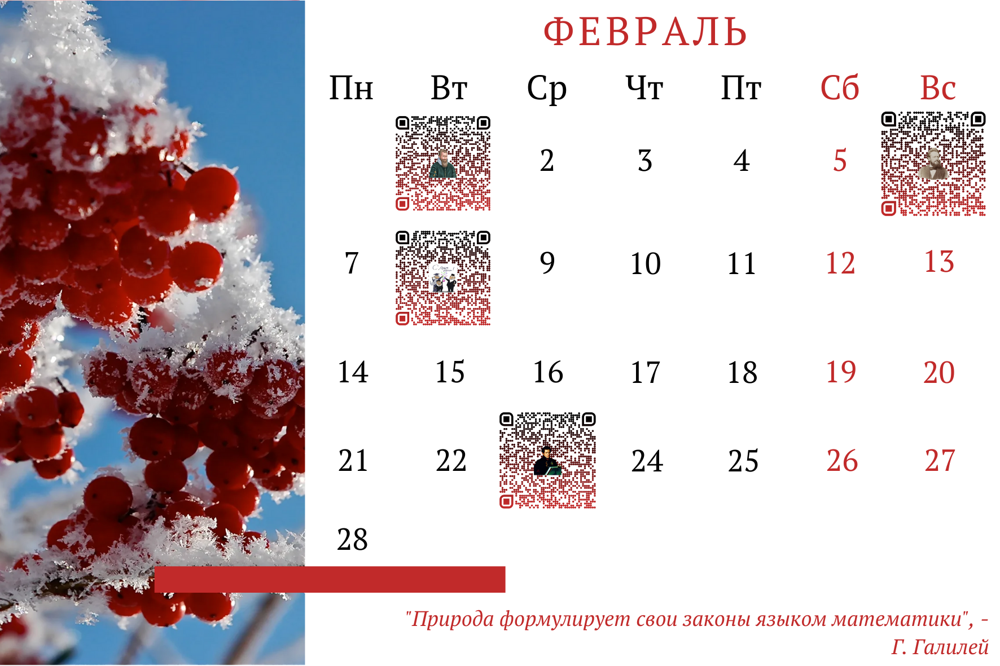 ФЕВРАЛЬ
Пн Вт Ср Чт Пт Сб Вс
2 3 4 5
7 9 10 11 12 13
14 15 16 17 18 19 20
21 22 24 25 26 27
28
"Природа формулирует свои законы языком математики", -
Г. Галилей